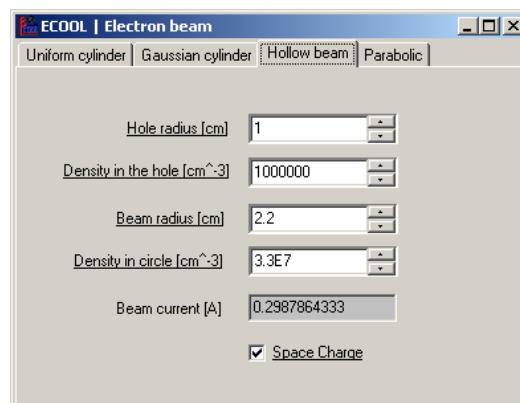 ECOOL | Electron beam
Uniform cylinder Gaussian cylinder Hollow beam Parabolic
Hole radius [cm] 1
Density in the hole [cm^-3] 1000000
Beam radius [cm] 2.2
Density in circle [cm^-3] 3.3E7
Beam current [A] 0.2987864333
Space Charge